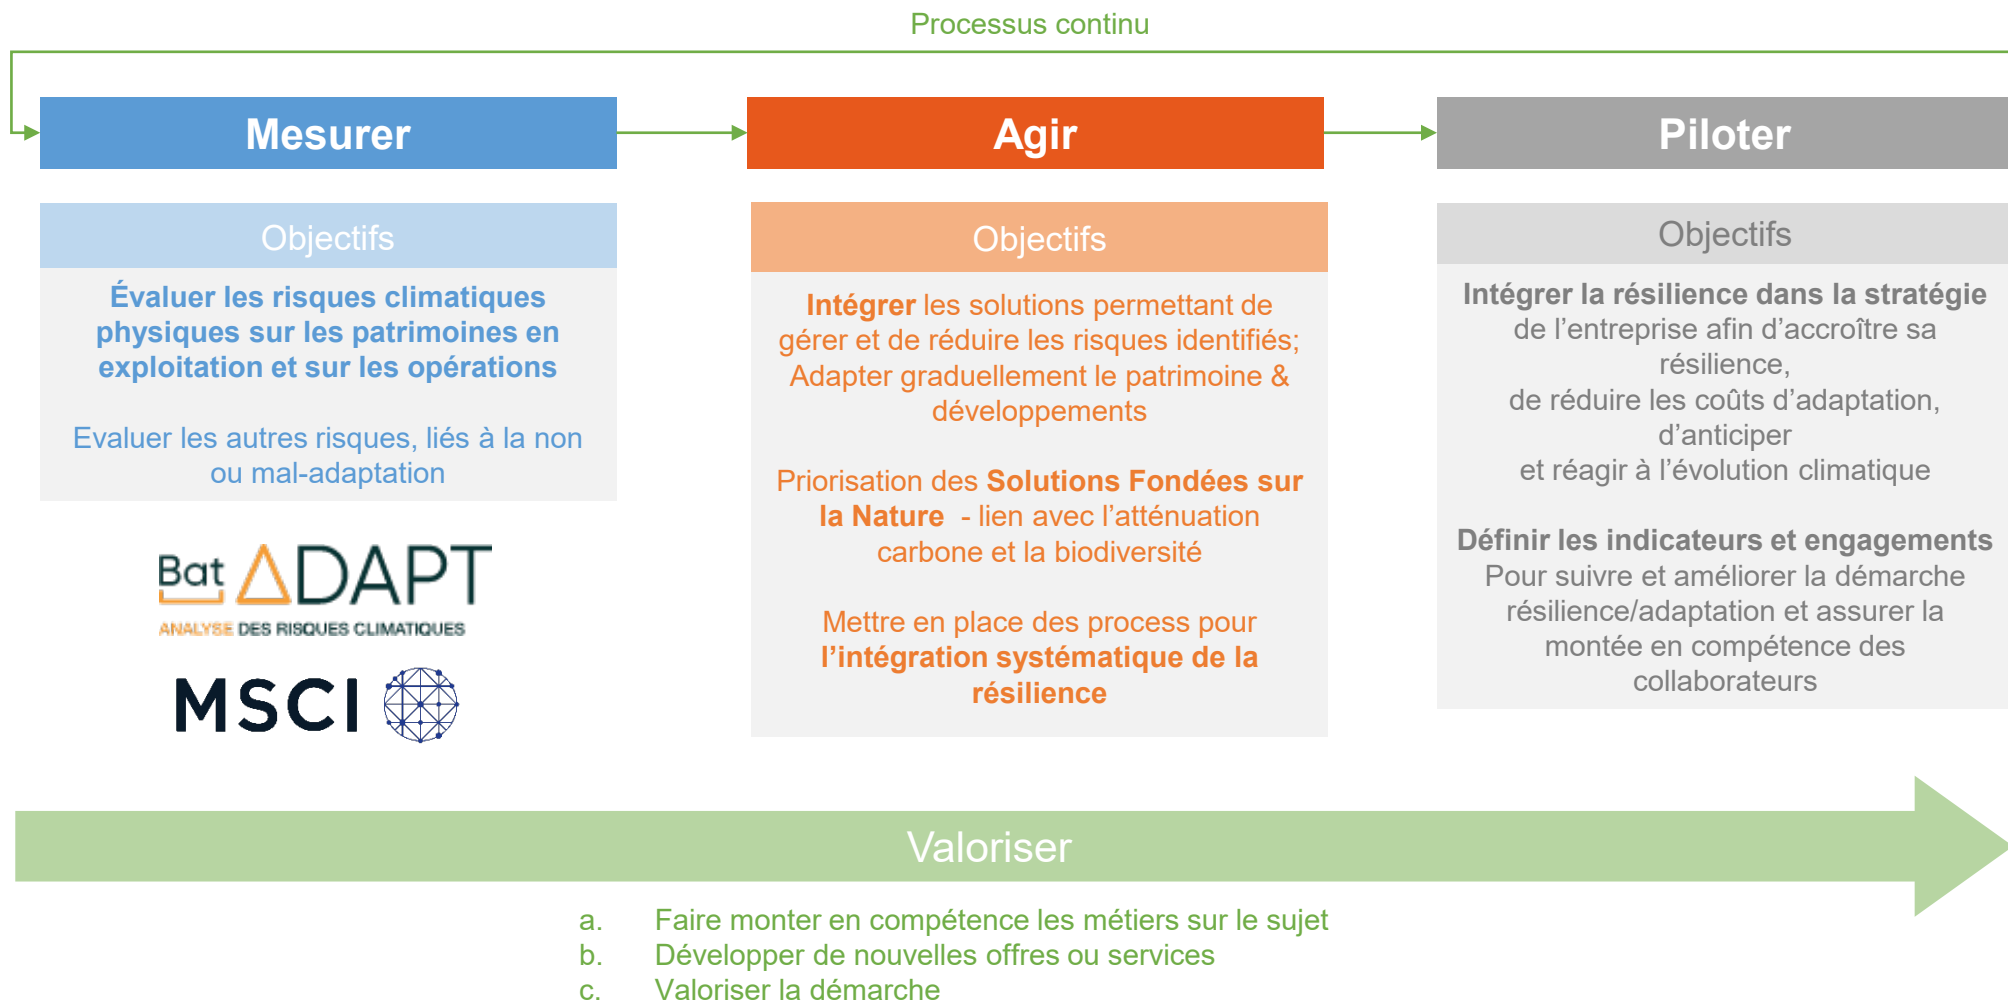 Processus continu
Mesurer
Objectifs
Évaluer les risques climatiques
physiques sur les patrimoines en
exploitation et sur les opérations
Evaluer les autres risques, liés à la non
ou mal-adaptation
Bat ADAPT
ANALYSE DES RISQUES CLIMATIQUES
MSCI
Agir
Objectifs
Intégrer les solutions permettant de
gérer et de réduire les risques identifiés;
Adapter graduellement le patrimoine &
développements
Priorisation des Solutions Fondées sur
la Nature - lien avec l’atténuation
carbone et la biodiversité
Mettre en place des process pour
l’intégration systématique de la
résilience
Piloter
Objectifs
Intégrer la résilience dans la stratégie
de l’entreprise afin d’accroître sa
résilience,
de réduire les coûts d’adaptation,
d’anticiper
et réagir à l’évolution climatique
Définir les indicateurs et engagements
Pour suivre et améliorer la démarche
résilience/adaptation et assurer la
montée en compétence des
collaborateurs
Valoriser
a. Faire monter en compétence les métiers sur le sujet
b. Développer de nouvelles offres ou services
c. Valoriser la démarche